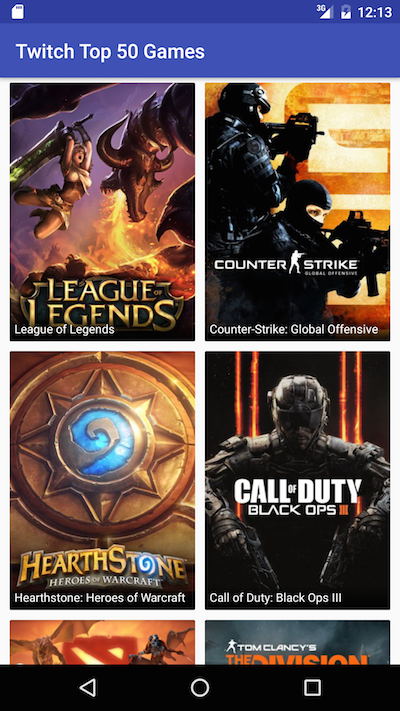 3G
12:13
Twitch Top 50 Games
LEAGUE OF
LEGENDS
League of Legends
COUNTER STRIKE
GLOBAL OFFENSIVE
Counter-Strike: Global Offensive
HEARTHSTONE
HEROES OF WARCRAFT
Hearthstone: Heroes of Warcraft
CALL OF DUTY
BLACK OPS III
Call of Duty: Black Ops III
TOM CLANCY'S
THE DIVISION